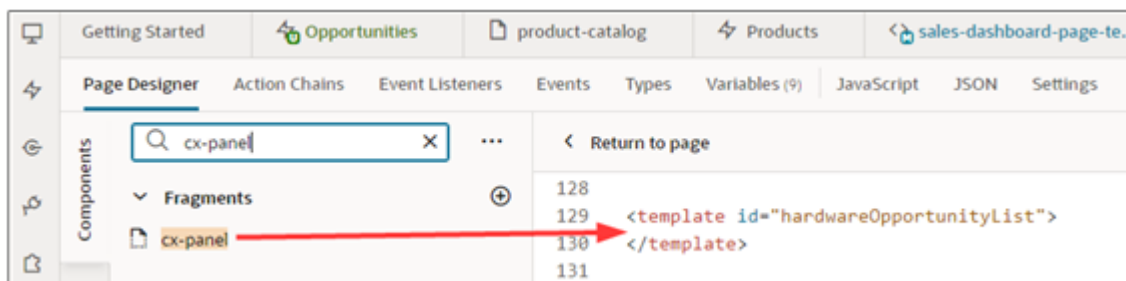 Getting Started Opportunities product-catalog Products sales-dashboard-page-te..
Page Designer Action Chains Event Listeners Events Types Variables (9) JavaScript JSON Settings
Components
cx-panel
Return to page
Fragments
cx-panel
128
129 <template id="hardwareOpportunityList">
130 </template>
131